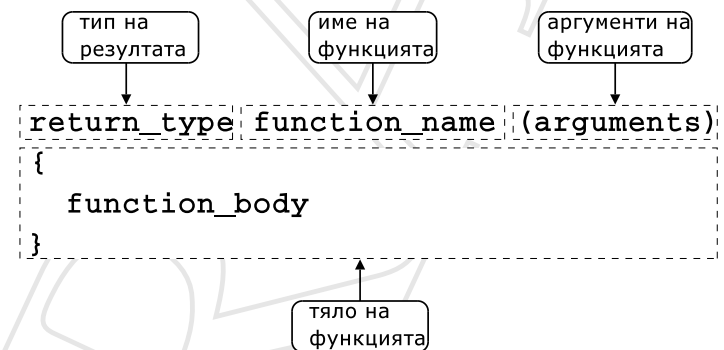 тип на
резултата
име на
функцията
аргументи на
функцията
return_type function_name (arguments)
{
function_body
}
тяло на
функцията